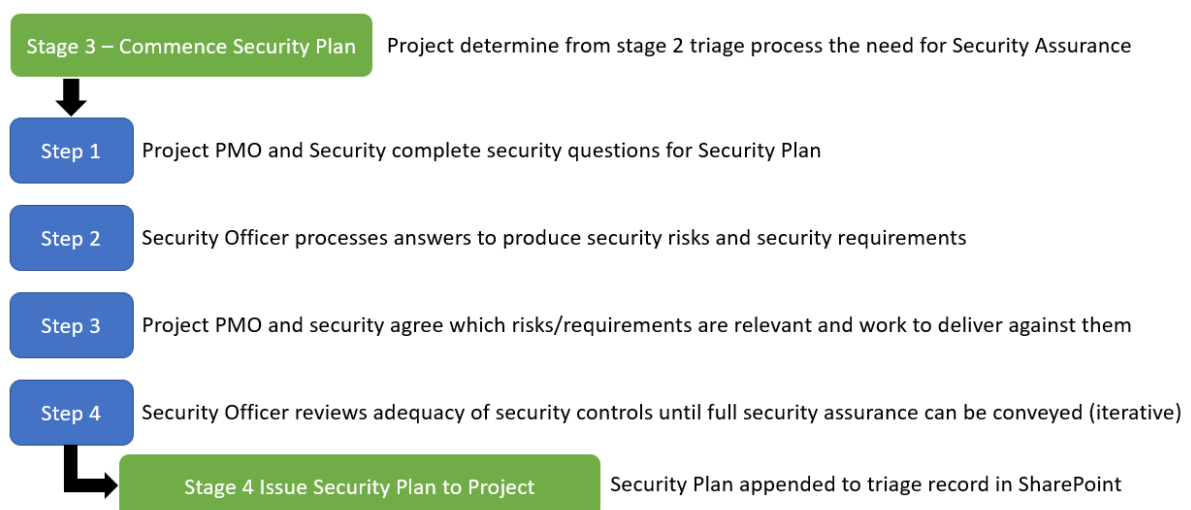 Stage 3 – Commence Security Plan Project determine from stage 2 triage process the need for Security Assurance
Step 1 Project PMO and Security complete security questions for Security Plan
Step 2 Security Officer processes answers to produce security risks and security requirements
Step 3 Project PMO and security agree which risks/requirements are relevant and work to deliver against them
Step 4 Security Officer reviews adequacy of security controls until full security assurance can be conveyed (iterative)
Stage 4 Issue Security Plan to Project Security Plan appended to triage record in SharePoint